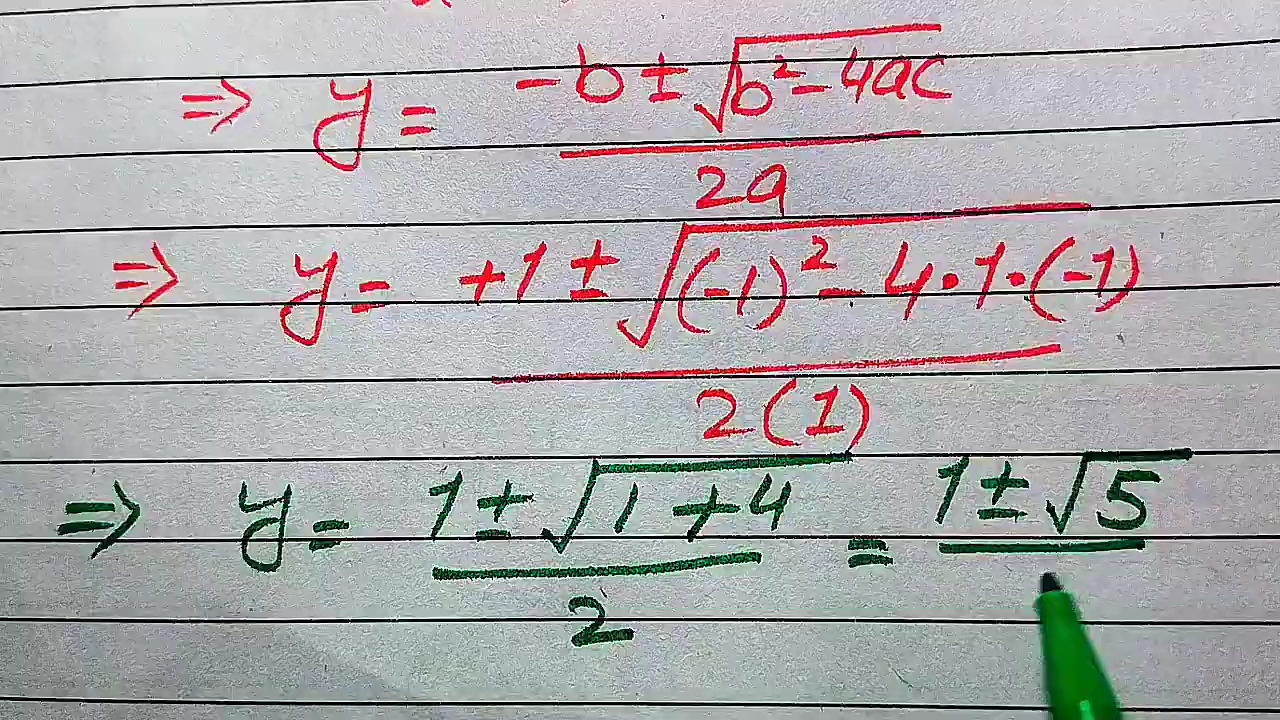 ⇒ y = -b ± √(b² - 4ac)
2a
⇒ y = +1 ± √((-1)² - 4·1·(-1))
2(1)
⇒ y = (1 ± √(1 + 4))/2 = 1 ± √5